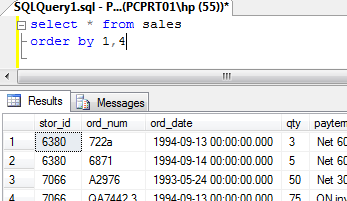 SQLQuery1.sql - P...(PCPRT01\hp (55))*
select * from sales
order by 1,4
Results Messages
stor_id ord_num ord_date qty paytem
1 6380 722a 1994-09-13 00:00:00.000 3 Net 60
2 6380 6871 1994-09-14 00:00:00.000 5 Net 60
3 7066 A2976 1993-05-24 00:00:00.000 50 Net 30
4 7066 QA7442.3 1994-09-13 00:00:00.000 75 ON inv